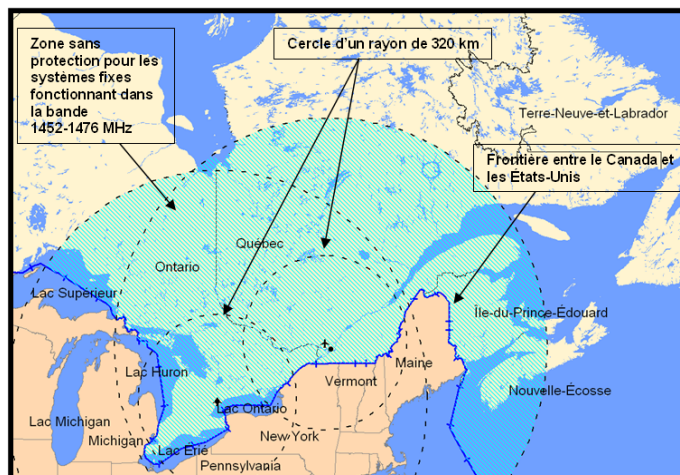 Zone sans
protection pour les
systèmes fixes
fonctionnant dans
la bande
1452-1476 MHz
Cercle d'un rayon de 320 km
Terre-Neuve-et-Labrador
Frontière entre le Canada et
les États-Unis
Québec
Ontario
Lac Supérieur
Île-du-Prince-Édouard
Lac Huron
Maine
Vermont
Nouvelle-Écosse
Lac Michigan
Lac Ontario
Michigan
New York
Lac Érié
Pennsylvania